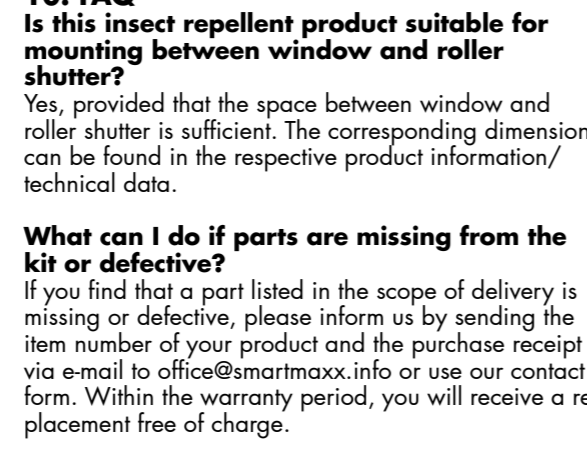 10. FAQ
Is this insect repellent product suitable for
mounting between window and roller
shutter?
Yes, provided that the space between window and
roller shutter is sufficient. The corresponding dimension
can be found in the respective product information/
technical data.
What can I do if parts are missing from the
kit or defective?
If you find that a part listed in the scope of delivery is
missing or defective, please inform us by sending the
item number of your product and the purchase receipt
via e-mail to office@smartmaxx.info or use our contact
form. Within the warranty period, you will receive a re
placement free of charge.